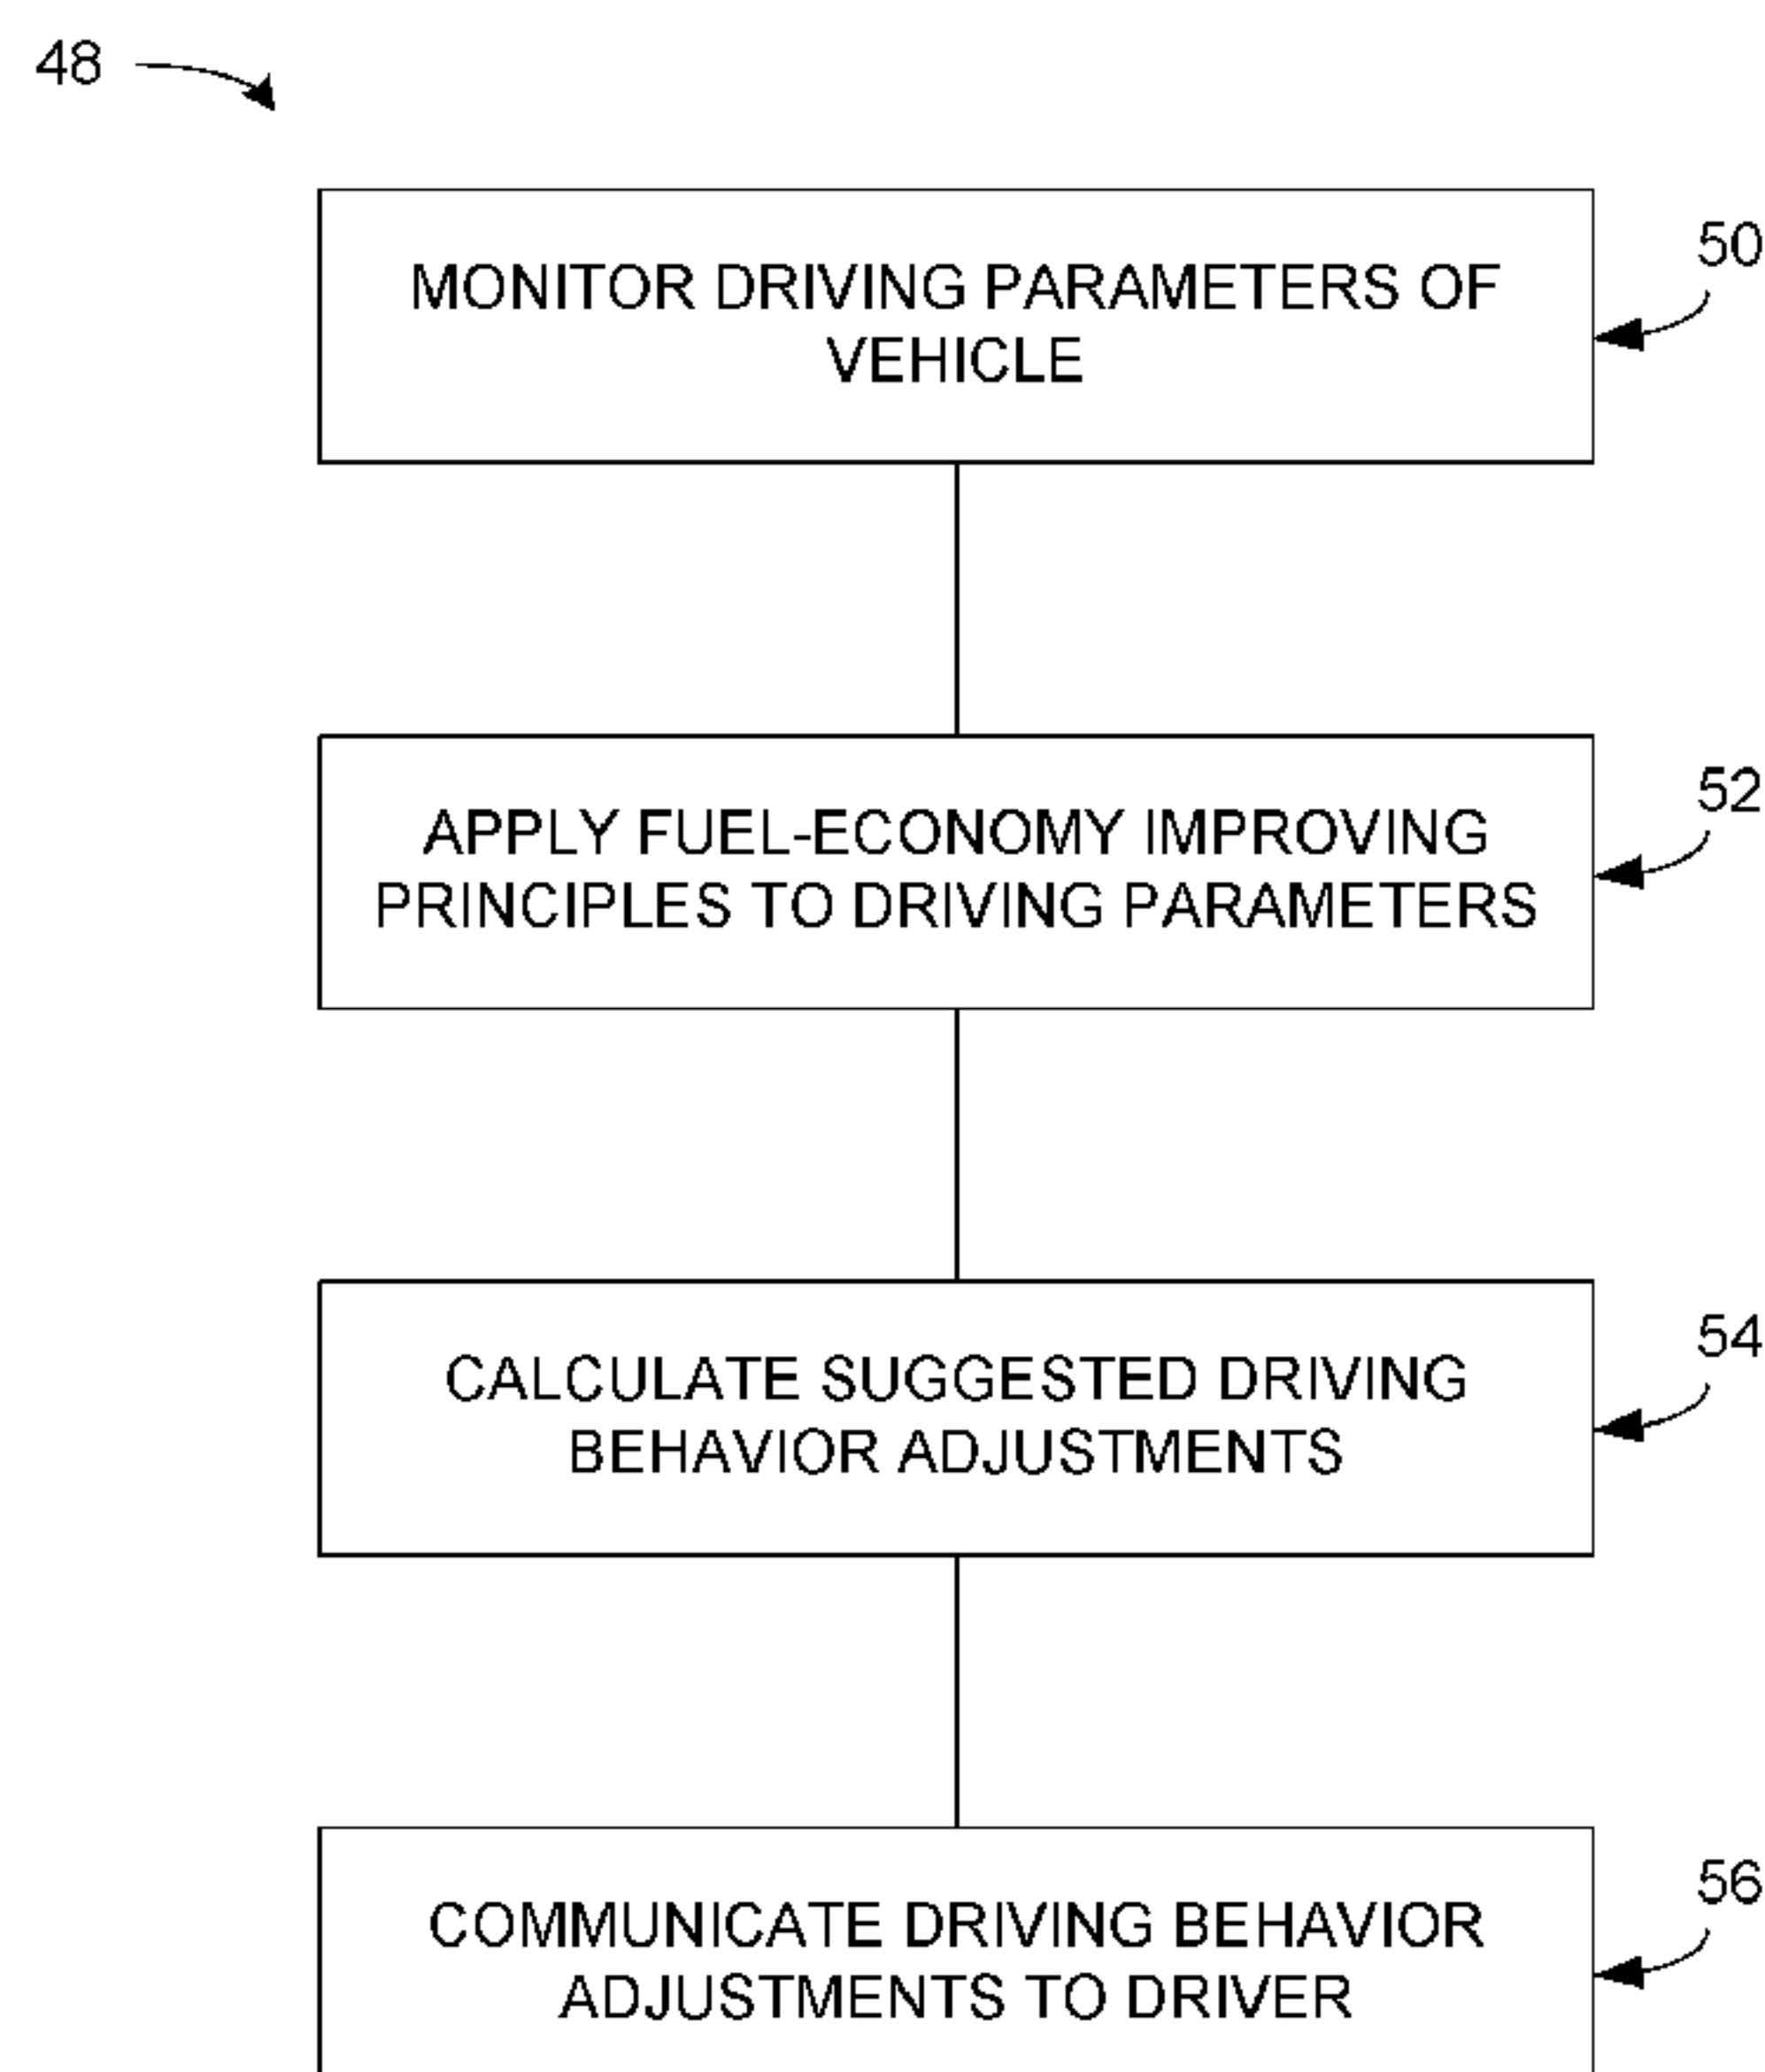 48
MONITOR DRIVING PARAMETERS OF
VEHICLE
50
APPLY FUEL-ECONOMY IMPROVING
PRINCIPLES TO DRIVING PARAMETERS
52
CALCULATE SUGGESTED DRIVING
BEHAVIOR ADJUSTMENTS
54
COMMUNICATE DRIVING BEHAVIOR
ADJUSTMENTS TO DRIVER
56